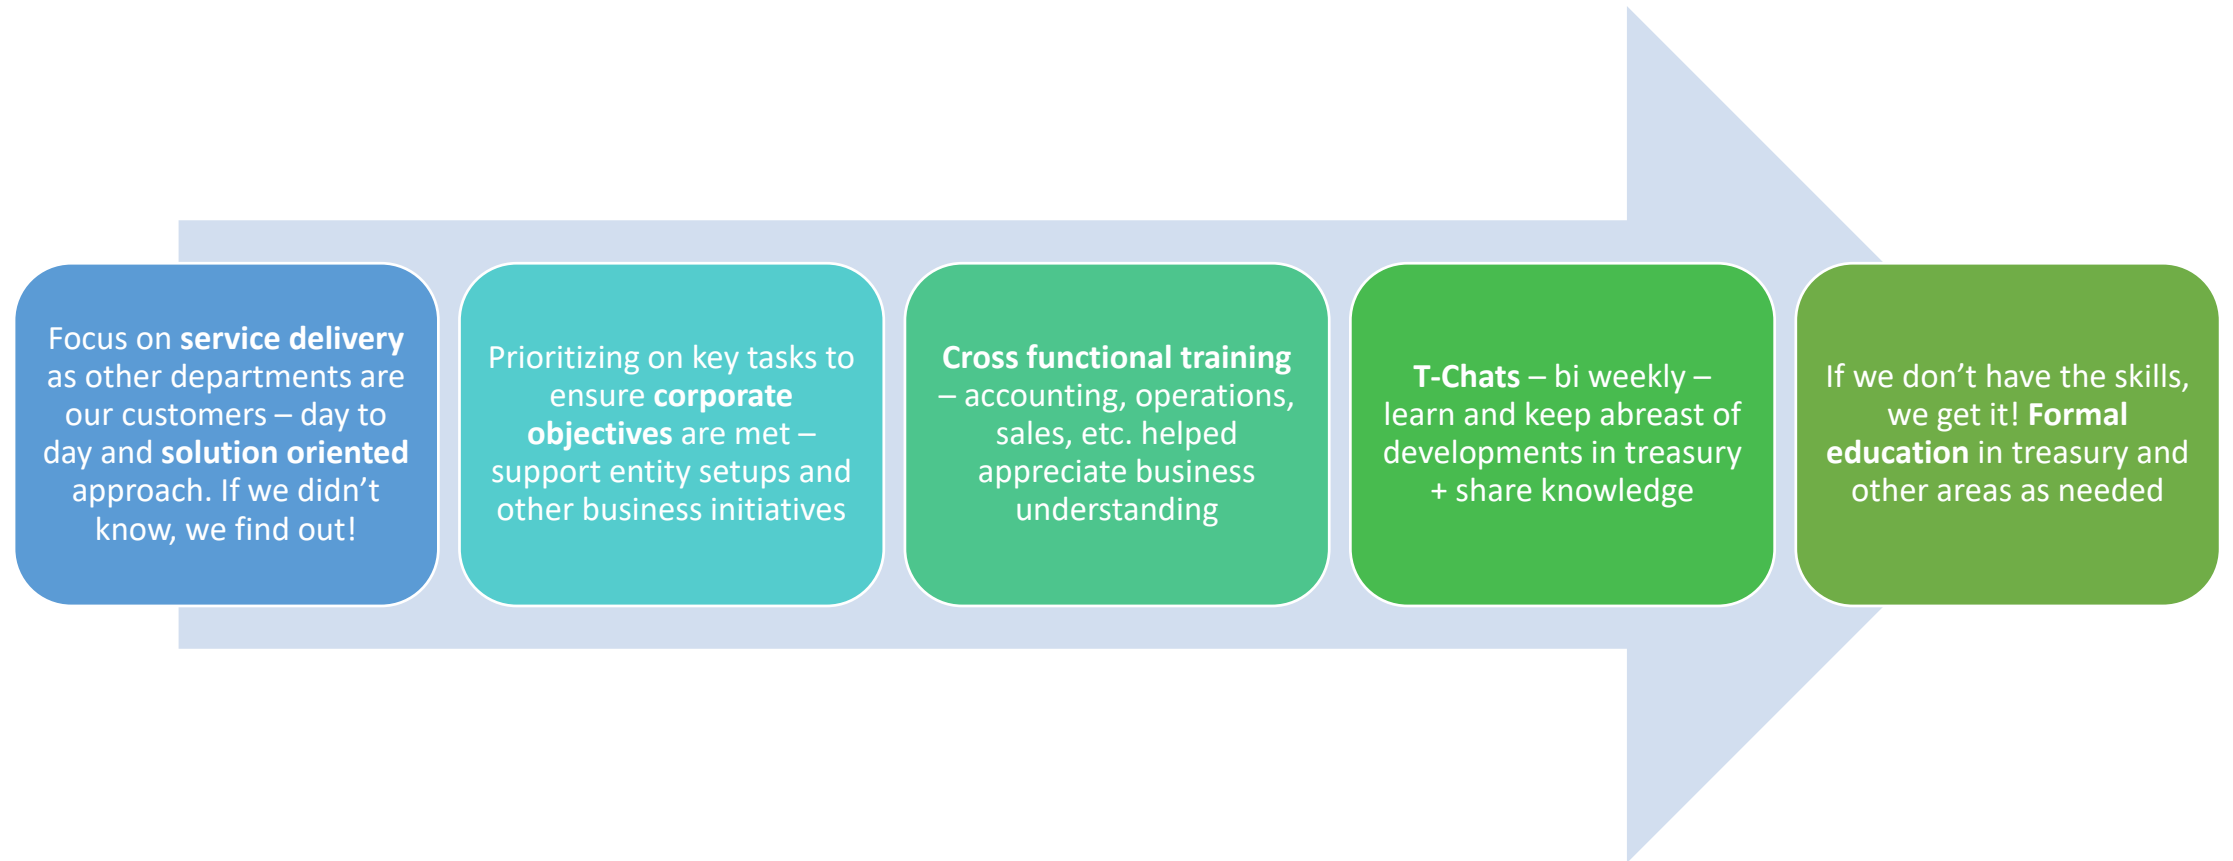 Focus on service delivery
as other departments are
our customers – day to
day and solution oriented
approach. If we didn’t
know, we find out!
Prioritizing on key tasks to
ensure corporate
objectives are met –
support entity setups and
other business initiatives
Cross functional training
– accounting, operations,
sales, etc. helped
appreciate business
understanding
T-Chats – bi weekly –
learn and keep abreast of
developments in treasury
+ share knowledge
If we don’t have the skills,
we get it! Formal
education in treasury and
other areas as needed